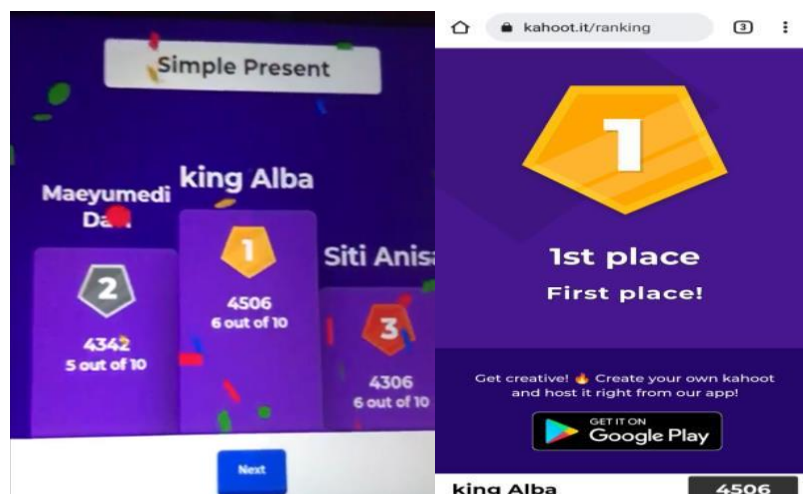 Simple Present
king Alba
1
4506
6 out of 10
Maeyumedi
2
4342
5 out of 10
Siti Anisa
3
4306
6 out of 10
Next
kahoot.it/ranking
3
1
1st place
First place!
Get creative! 🔥 Create your own kahoot
and host it right from our app!
GET IT ON
Google Play
king Alba 4506